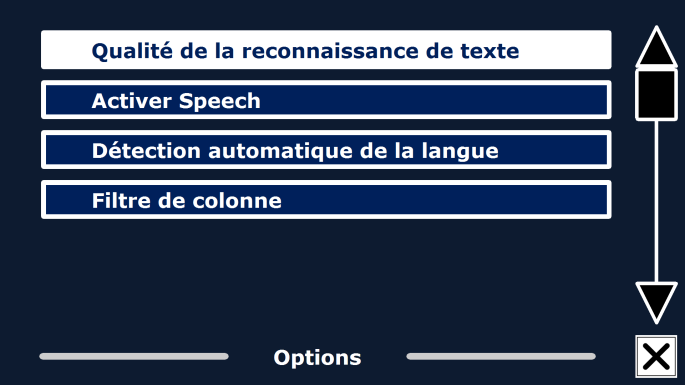 Qualité de la reconnaissance de texte
Activer Speech
Détection automatique de la langue
Filtre de colonne
Options